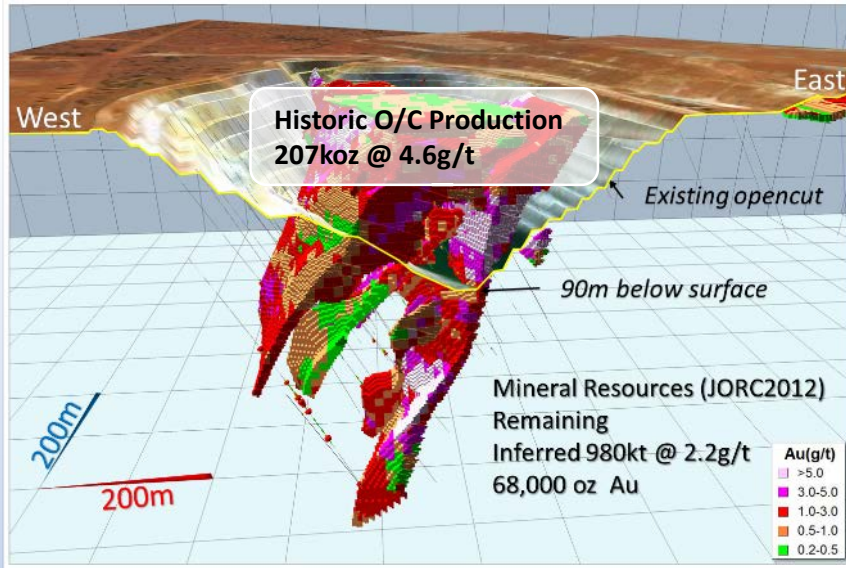 West
East
Historic O/C Production
207koz @ 4.6g/t
Existing opencut
90m below surface
Mineral Resources (JORC2012)
Remaining
Inferred 980kt @ 2.2g/t
68,000 oz Au
200m
200m
Au(g/t)
>5.0
3.0-5.0
1.0-3.0
0.5-1.0
0.2-0.5